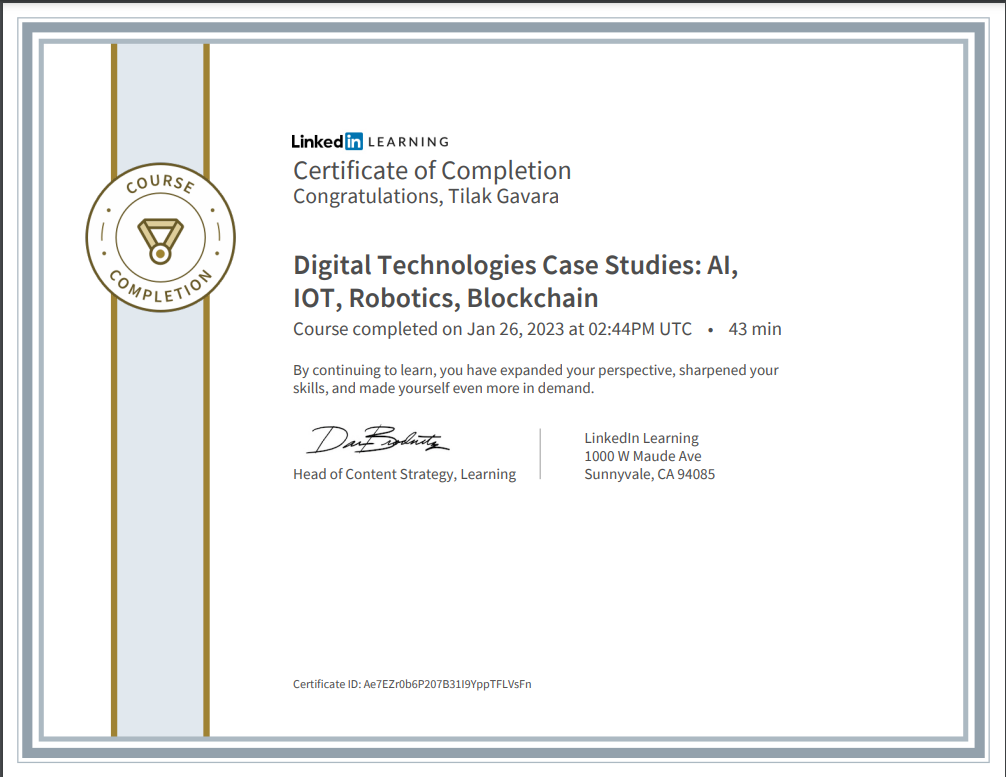 LinkedIn LEARNING
Certificate of Completion
Congratulations, Tilak Gavara
COURSE
COMPLETION
Digital Technologies Case Studies: AI,
IOT, Robotics, Blockchain
Course completed on Jan 26, 2023 at 02:44PM UTC • 43 min
By continuing to learn, you have expanded your perspective, sharpened your
skills, and made yourself even more in demand.
Head of Content Strategy, Learning
LinkedIn Learning
1000 W Maude Ave
Sunnyvale, CA 94085
Certificate ID: Ae7EZr0b6P207B31I9YppTFLVsFn